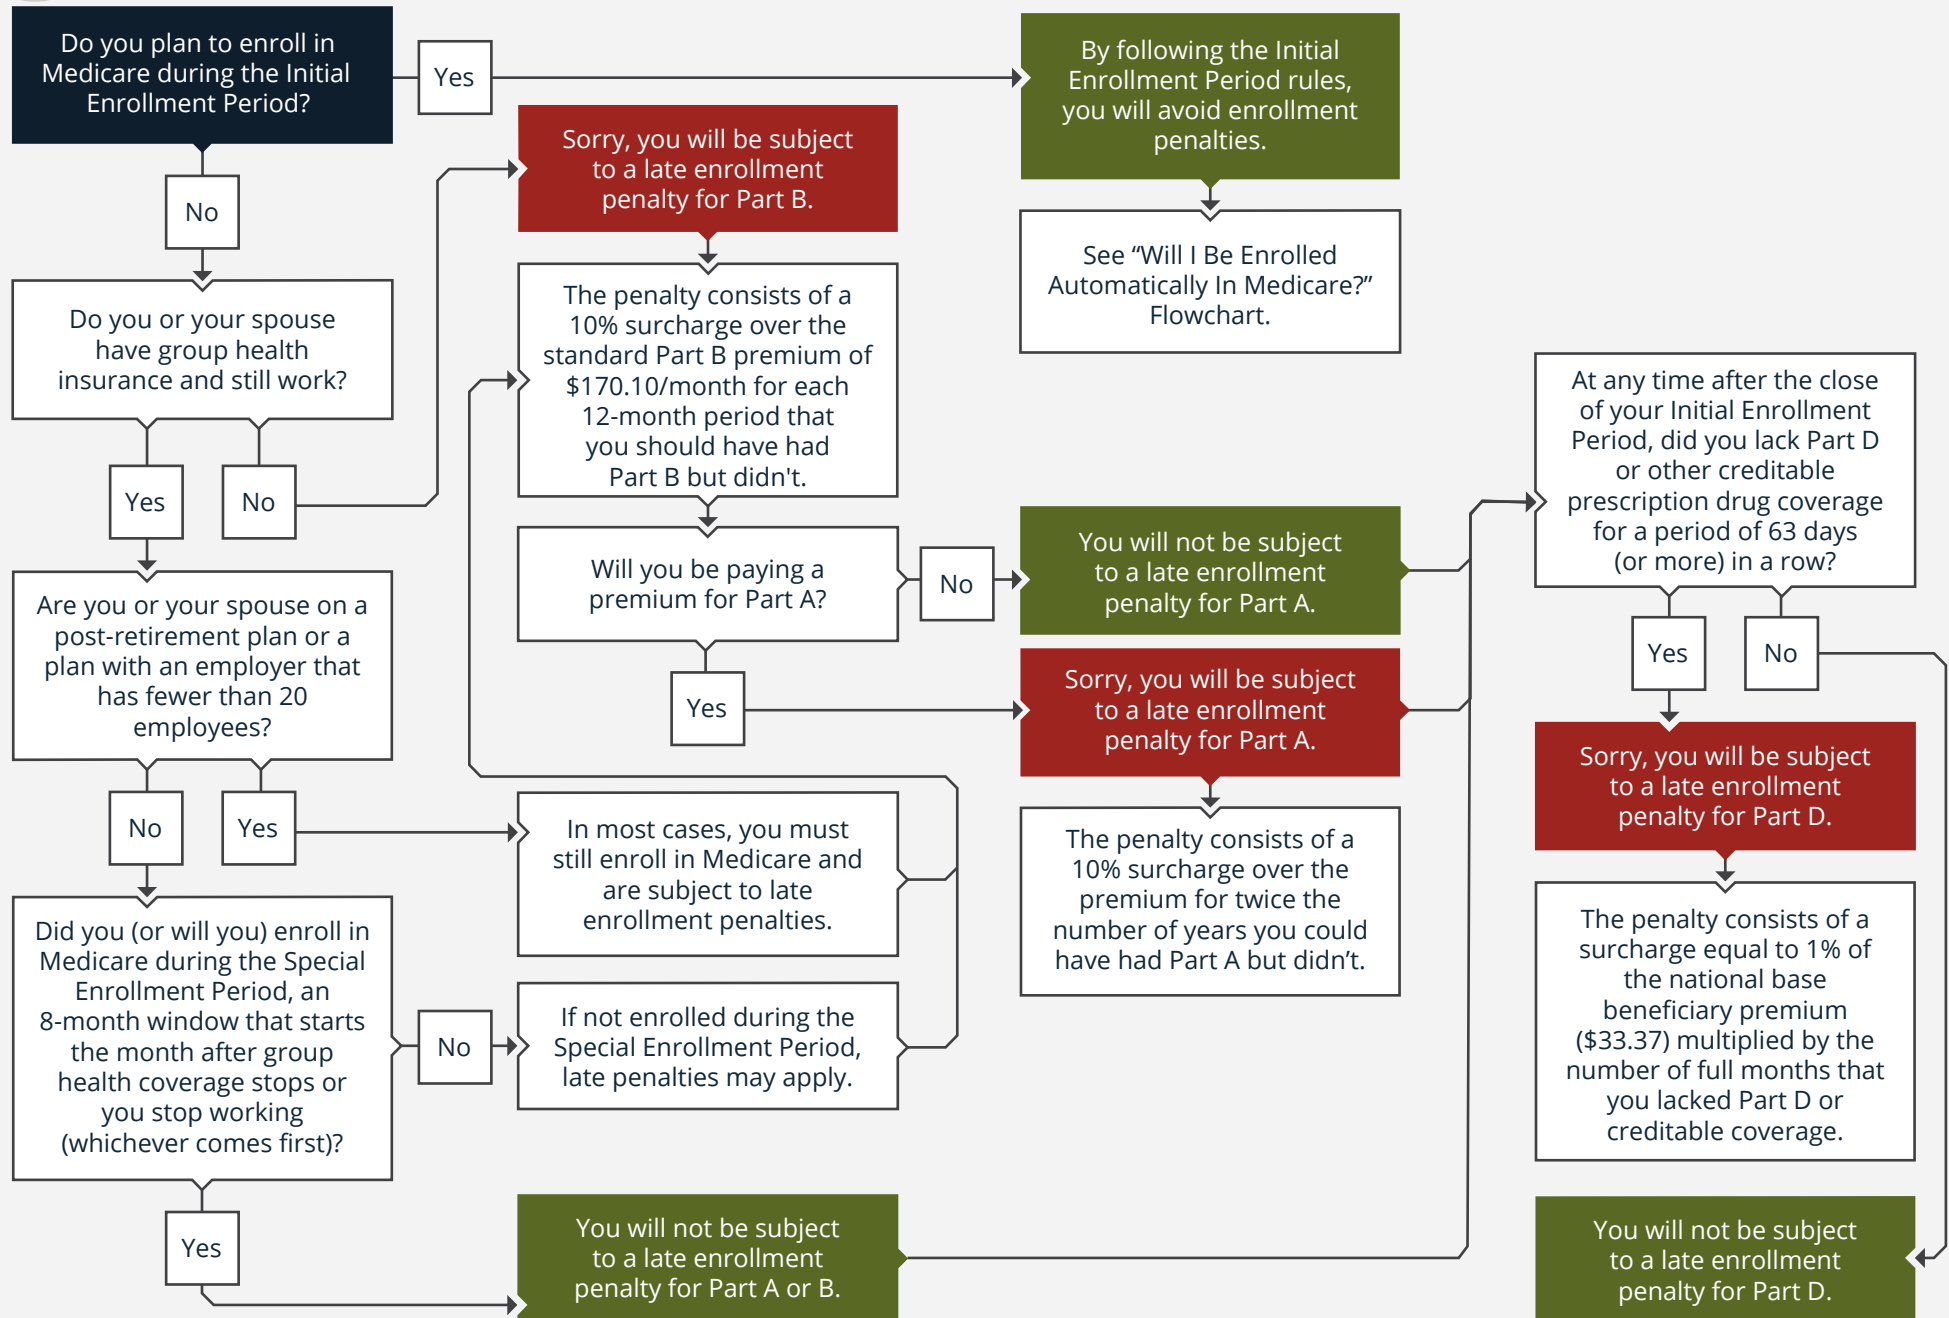 Do you plan to enroll in
Medicare during the Initial
Enrollment Period?
Yes
By following the Initial
Enrollment Period rules,
you will avoid enrollment
penalties.
See “Will I Be Enrolled
Automatically In Medicare?”
Flowchart.
No
Do you or your spouse
have group health
insurance and still work?
Yes
No
Sorry, you will be subject
to a late enrollment
penalty for Part B.
The penalty consists of a
10% surcharge over the
standard Part B premium of
$170.10/month for each
12-month period that
you should have had
Part B but didn't.
Will you be paying a
premium for Part A?
No
You will not be subject
to a late enrollment
penalty for Part A.
Yes
Sorry, you will be subject
to a late enrollment
penalty for Part A.
The penalty consists of a
10% surcharge over the
premium for twice the
number of years you could
have had Part A but didn’t.
Are you or your spouse on a
post-retirement plan or a
plan with an employer that
has fewer than 20
employees?
No
Yes
In most cases, you must
still enroll in Medicare and
are subject to late
enrollment penalties.
Did you (or will you) enroll in
Medicare during the Special
Enrollment Period, an
8-month window that starts
the month after group
health coverage stops or
you stop working
(whichever comes first)?
No
If not enrolled during the
Special Enrollment Period,
late penalties may apply.
Yes
You will not be subject
to a late enrollment
penalty for Part A or B.
At any time after the close
of your Initial Enrollment
Period, did you lack Part D
or other creditable
prescription drug coverage
for a period of 63 days
(or more) in a row?
Yes
No
Sorry, you will be subject
to a late enrollment
penalty for Part D.
The penalty consists of a
surcharge equal to 1% of
the national base
beneficiary premium
($33.37) multiplied by the
number of full months that
you lacked Part D or
creditable coverage.
You will not be subject
to a late enrollment
penalty for Part D.